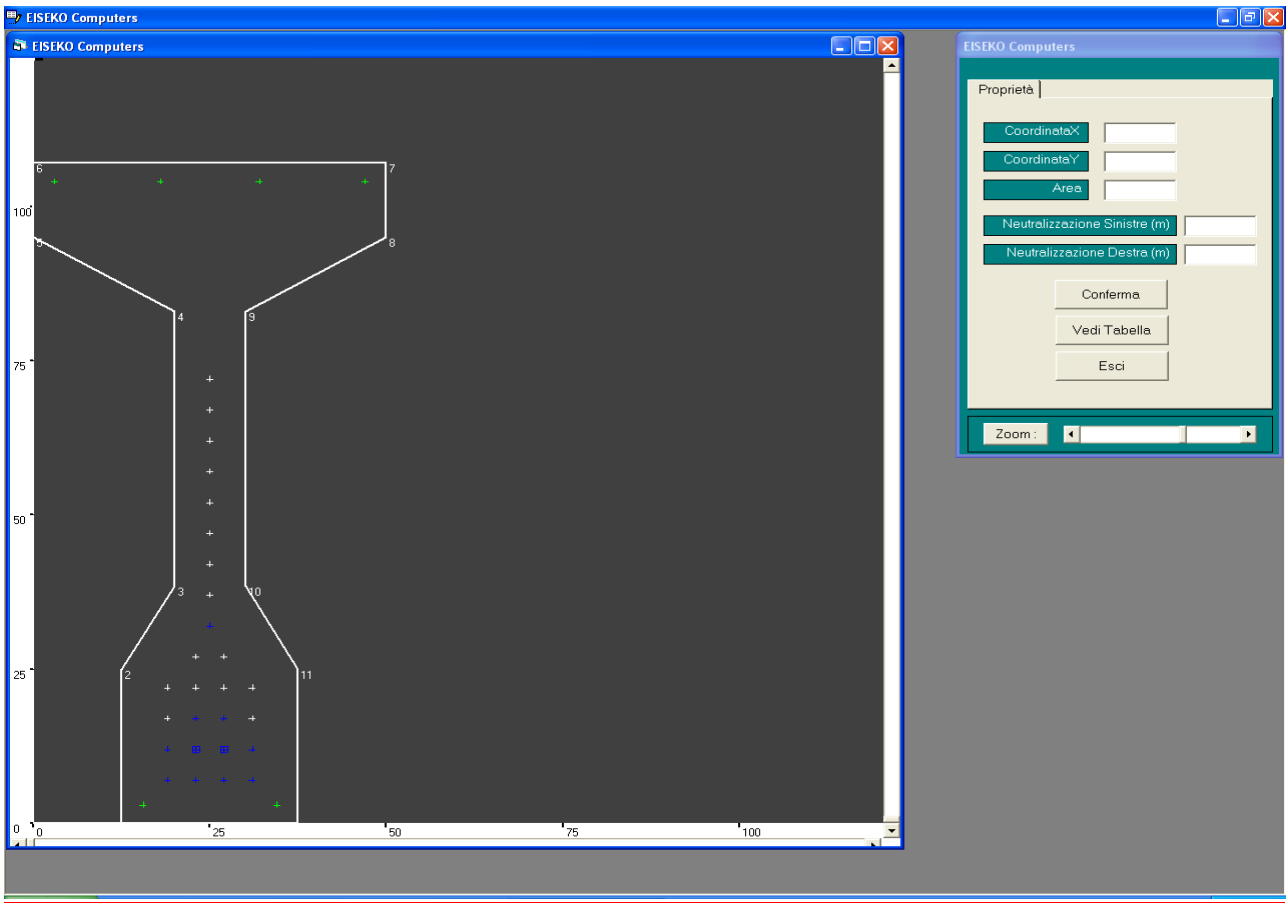 EISEKO Computers
EISEKO Computers
6
7
100
5
8
4
9
75
50
3
10
25
2
11
0
0
25
50
75
100
EISEKO Computers
Proprietà
CoordinataX
CoordinataY
Area
Neutralizzazione Sinistre (m)
Neutralizzazione Destra (m)
Conferma
Vedi Tabella
Esci
Zoom :